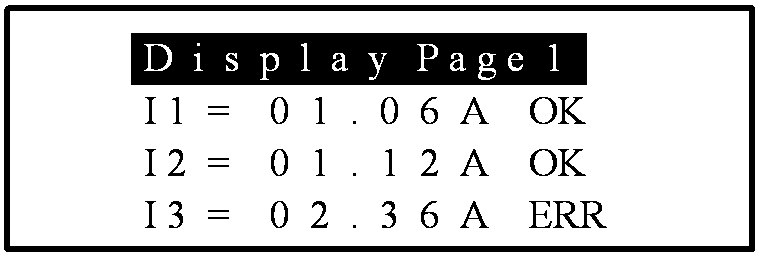 Display Page1
I1 = 01.06A OK
I2 = 01.12A OK
I3 = 02.36A ERR